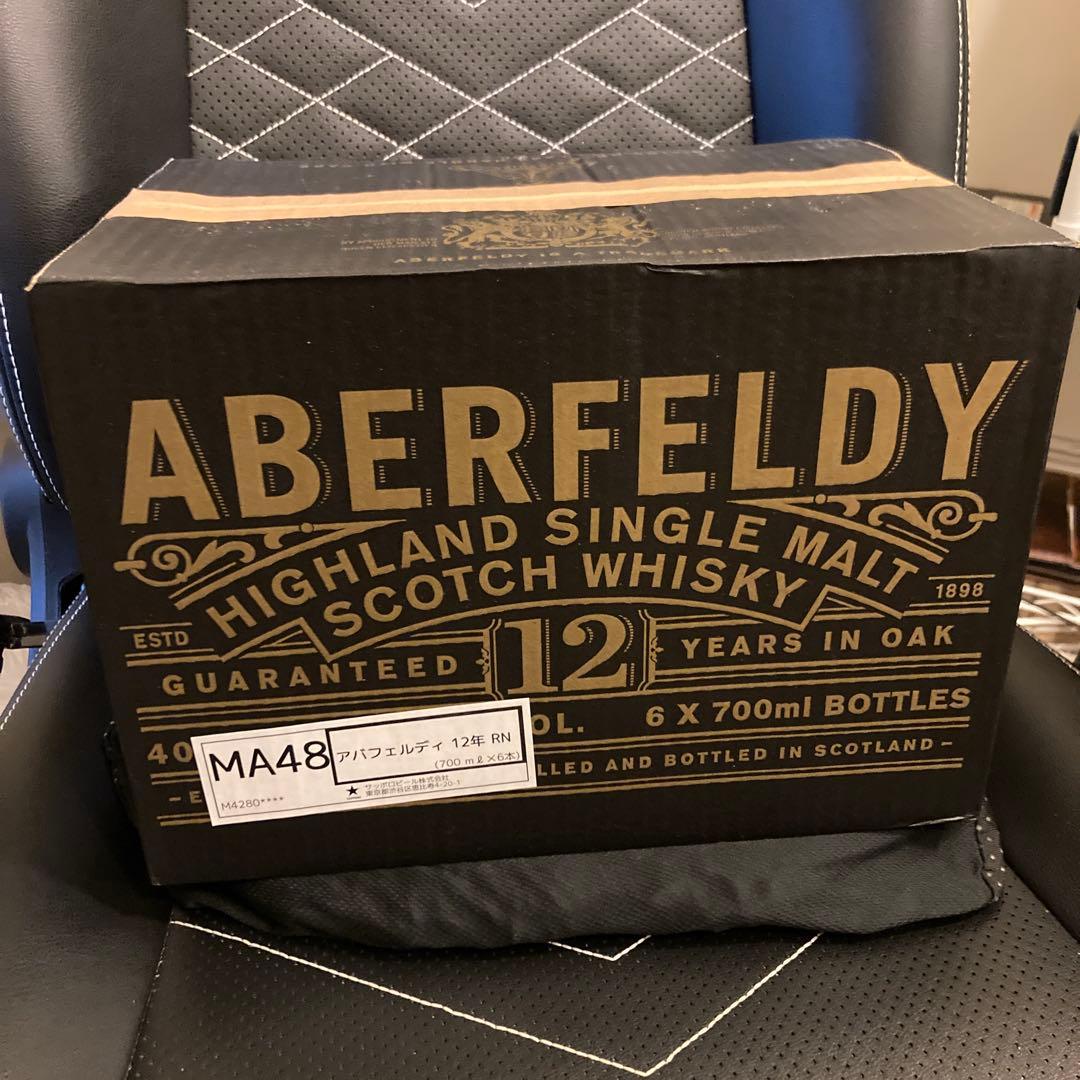 ABERFELDY IS A TRADEMARK
ABERFELDY
HIGHLAND SINGLE MALT
SCOTCH WHISKY
ESTD
1898
GUARANTEED 12 YEARS IN OAK
40
OL.
6 X 700ml BOTTLES
LLED AND BOTTLED IN SCOTLAND –
– E
MA48
アバフェルディ 12年 RN
(700 mℓ×6本)
M4280****
サッポロビール株式会社
東京都渋谷区恵比寿4-20-1